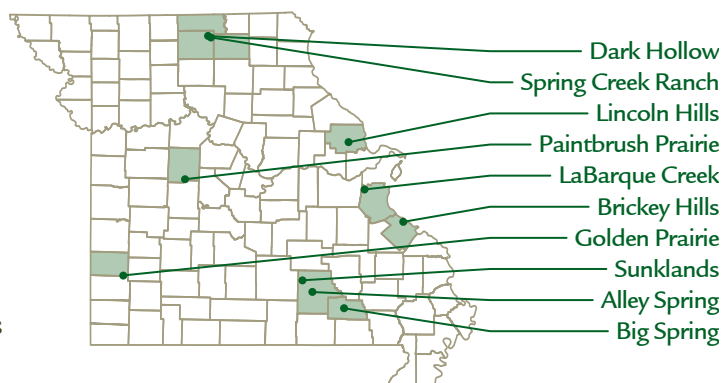 Dark Hollow
Spring Creek Ranch
Lincoln Hills
Paintbrush Prairie
LaBarque Creek
Brickey Hills
Golden Prairie
Sunklands
Alley Spring
Big Spring
s